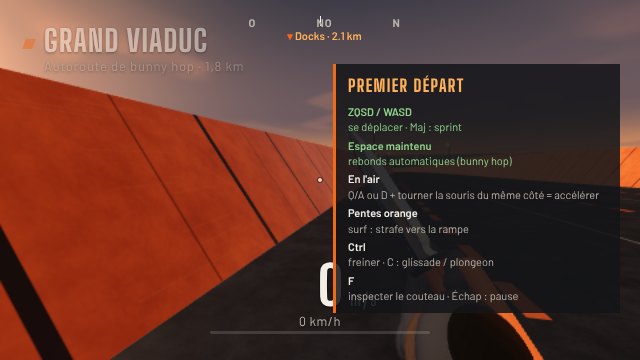 O NO N
▼Docks · 2.1 km
GRAND VIADUC
Autoroute de bunny hop · 1,8 km
PREMIER DÉPART
ZQSD / WASD
se déplacer · Maj : sprint
Espace maintenu
rebonds automatiques (bunny hop)
En l'air
Q/A ou D + tourner la souris du même côté = accélérer
Pentes orange
surf : strafe vers la rampe
Ctrl
freiner · C : glissade / plongeon
F
inspecter le couteau · Échap : pause
0
0 km/h